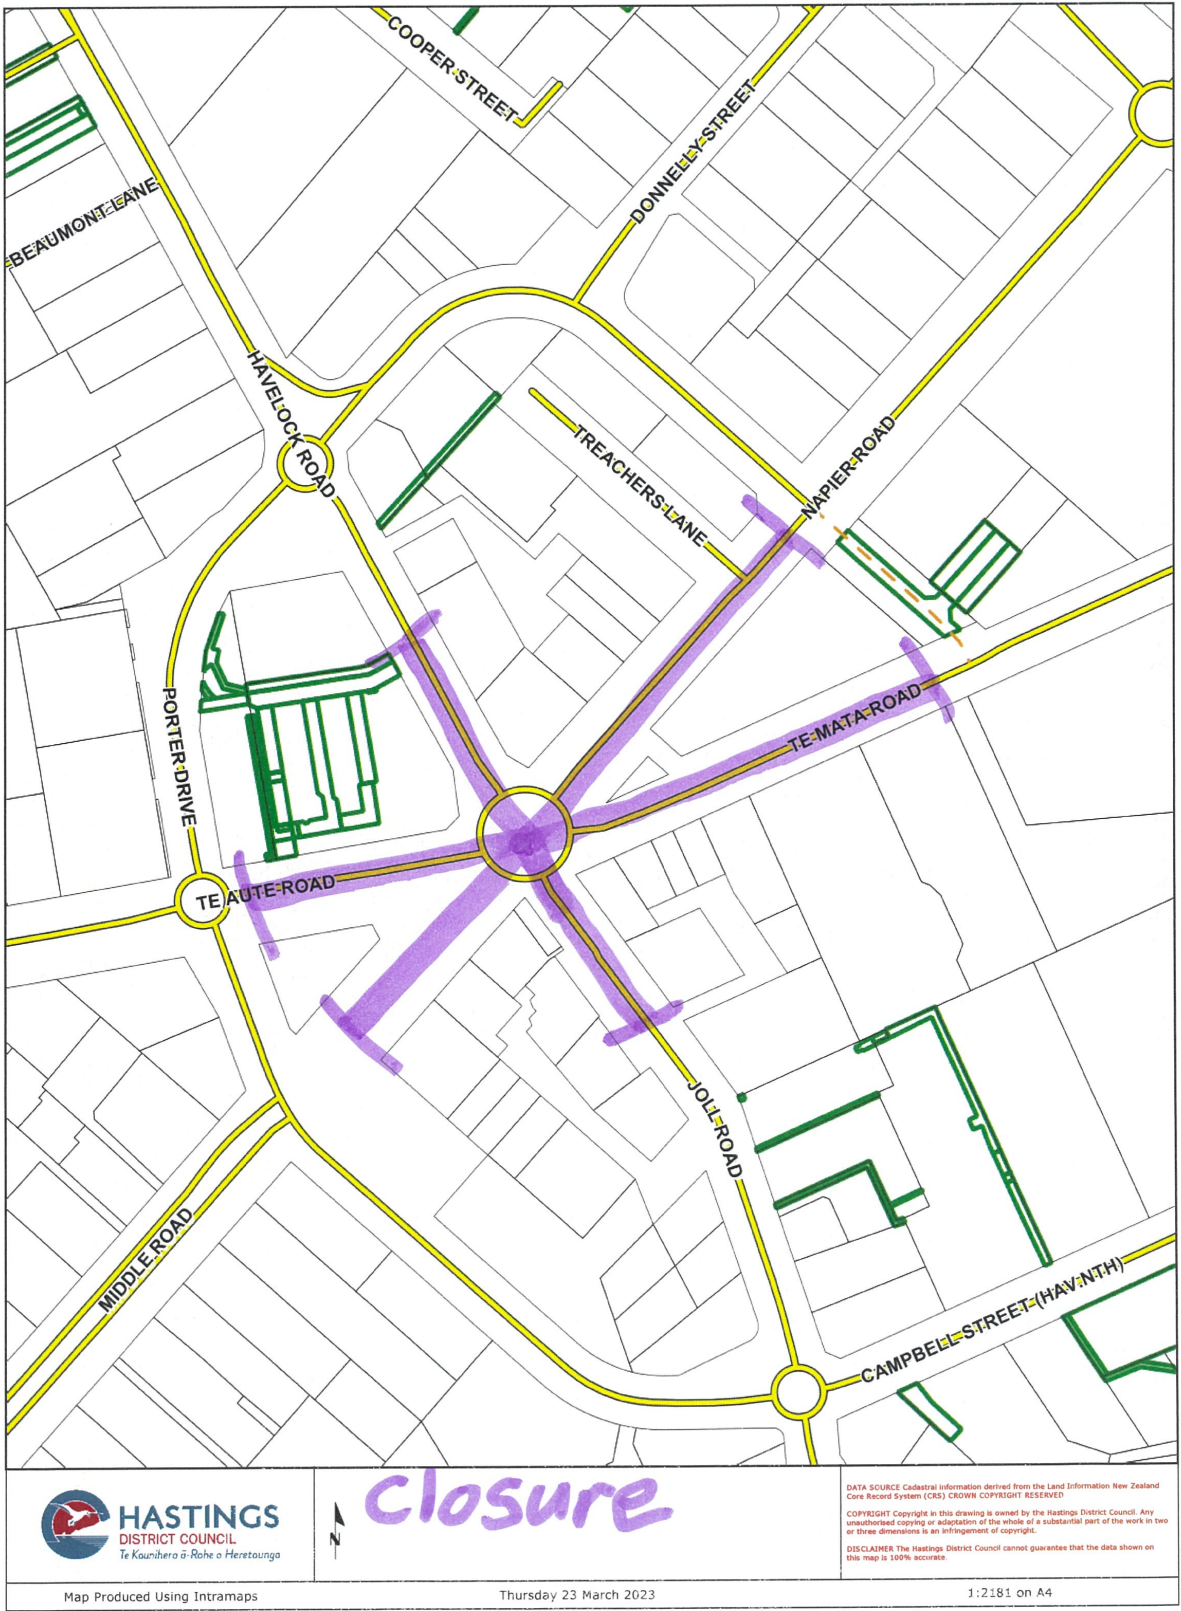 COOPER STREET
DONNELLY STREET
BEAUMONT LANE
HAVELOCK ROAD
NAPIER ROAD
TREACHERS LANE
PORTER DRIVE
TE MATA ROAD
TE AUTE ROAD
JOLL ROAD
MIDDLE ROAD
CAMPBELL STREET (HAV.NTH)
HASTINGS
DISTRICT COUNCIL
Te Kaunihera ā-Rohe o Heretaunga
N
closure
DATA SOURCE Cadastral information derived from the Land Information New Zealand
Core Record System (CRS) CROWN COPYRIGHT RESERVED
COPYRIGHT Copyright in this drawing is owned by the Hastings District Council. Any
unauthorised copying or adaptation of the whole of a substantial part of the work in two
or three dimensions is an infringement of copyright.
DISCLAIMER The Hastings District Council cannot guarantee that the data shown on
this map is 100% accurate.
Map Produced Using Intramaps
Thursday 23 March 2023
1:2181 on A4